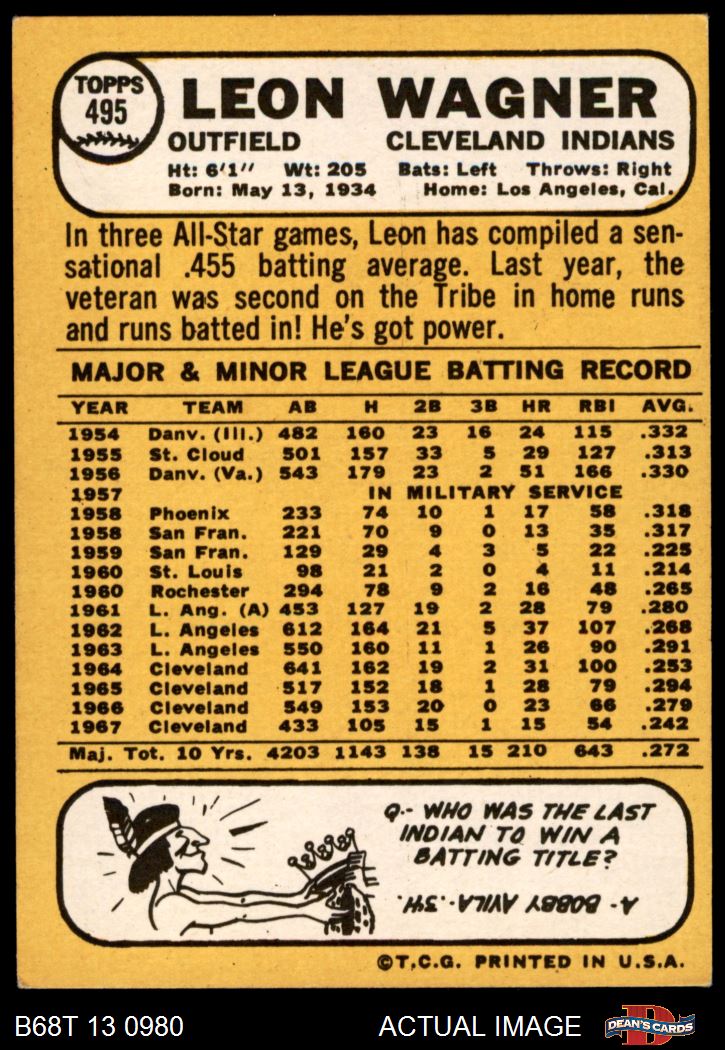 TOPPS
495
LEON WAGNER
OUTFIELD CLEVELAND INDIANS
Ht: 6'1" Wt: 205 Bats: Left Throws: Right
Born: May 13, 1934 Home: Los Angeles, Cal.
In three All-Star games, Leon has compiled a sen-
sational .455 batting average. Last year, the
veteran was second on the Tribe in home runs
and runs batted in! He's got power.
MAJOR & MINOR LEAGUE BATTING RECORD
YEAR TEAM AB H 2B 3B HR RBI AVG.
1954 Danv. (Ill.) 482 160 23 16 24 115 .332
1955 St. Cloud 501 157 33 5 29 127 .313
1956 Danv. (Va.) 543 179 23 2 51 166 .330
1957 IN MILITARY SERVICE
1958 Phoenix 233 74 10 1 17 58 .318
1958 San Fran. 221 70 9 0 13 35 .317
1959 San Fran. 129 29 4 3 5 22 .225
1960 St. Louis 98 21 2 0 4 11 .214
1960 Rochester 294 78 9 2 16 48 .265
1961 L. Ang. (A) 453 127 19 2 28 79 .280
1962 L. Angeles 612 164 21 5 37 107 .268
1963 L. Angeles 550 160 11 1 26 90 .291
1964 Cleveland 641 162 19 2 31 100 .253
1965 Cleveland 517 152 18 1 28 79 .294
1966 Cleveland 549 153 20 0 23 66 .279
1967 Cleveland 433 105 15 1 15 54 .242
Maj. Tot. 10 Yrs. 4203 1143 138 15 210 643 .272
Q-- WHO WAS THE LAST
INDIAN TO WIN A
BATTING TITLE?
A- BOBBY AVILA-.341.
©T.C.G. PRINTED IN U.S.A.
B68T 13 0980 ACTUAL IMAGE
D
DEAN'S CARDS